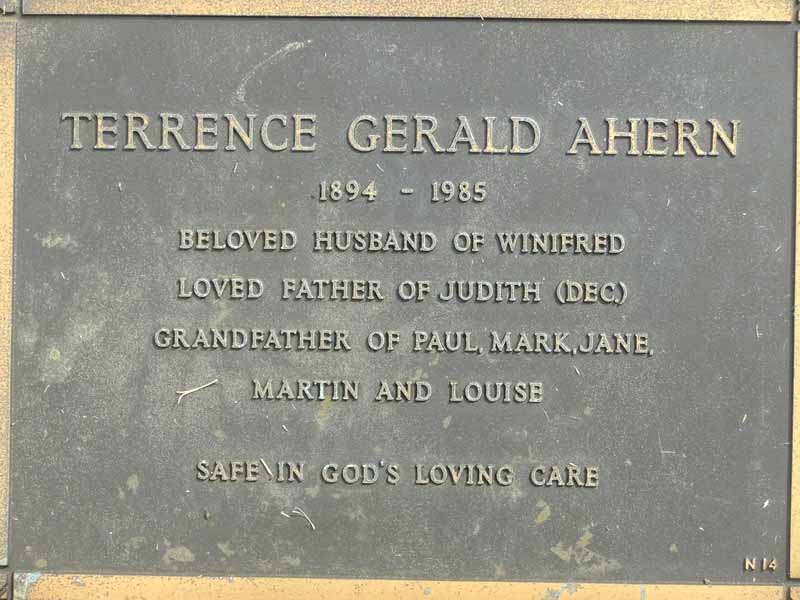 TERRENCE GERALD AHERN
1894 - 1985
BELOVED HUSBAND OF WINIFRED
LOVED FATHER OF JUDITH (DEC.)
GRANDFATHER OF PAUL, MARK, JANE,
MARTIN AND LOUISE
SAFE IN GOD'S LOVING CARE
N 14